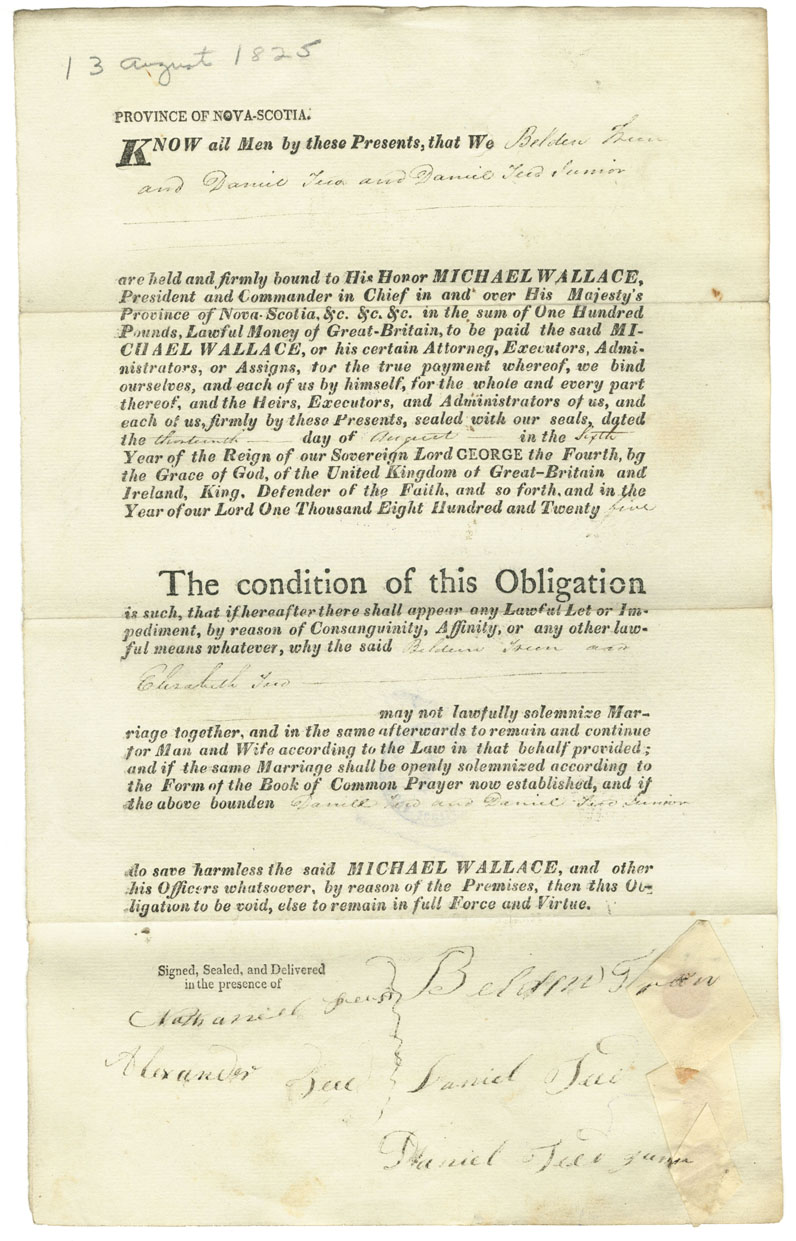 13 august 1825
PROVINCE OF NOVA-SCOTIA.
KNOW all Men by these Presents, that We Belden
and Daniel Teed and Daniel Teed Junior
are held and firmly bound to His Honor MICHAEL WALLACE,
President and Commander in Chief in and over His Majesty's
Province of Nova-Scotia, &c. &c. &c. in the sum of One Hundred
Pounds, Lawful Money of Great-Britain, to be paid the said MI-
CHAEL WALLACE, or his certain Attorney, Executors, Admi-
nistrators, or Assigns, for the true payment whereof, we bind
ourselves, and each of us by himself, for the whole and every part
thereof, and the Heirs, Executors, and Administrators of us, and
each of us, firmly by these Presents, sealed with our seals, dated
the thirteenth day of August in the Sixth
Year of the Reign of our Sovereign Lord GEORGE the Fourth, by
the Grace of God, of the United Kingdom of Great-Britain and
Ireland, King, Defender of the Faith, and so forth, and in the
Year of our Lord One Thousand Eight Hundred and Twenty five
The condition of this Obligation
is such, that if hereafter there shall appear any Lawful Let or Im-
pediment, by reason of Consanguinity, Affinity, or any other law-
ful means whatever, why the said Belden and
Elisabeth Teed
may not lawfully solemnize Mar-
riage together, and in the same afterwards to remain and continue
for Man and Wife according to the Law in that behalf provided;
and if the same Marriage shall be openly solemnized according to
the Form of the Book of Common Prayer now established, and if
the above bounden Daniell Teed and Daniel Teed Junior
do save harmless the said MICHAEL WALLACE, and other
his Officers whatsoever, by reason of the Premises, then this Ob-
ligation to be void, else to remain in full Force and Virtue.
Signed, Sealed, and Delivered
in the presence of
Belden
Nathaniel
Alexander
Daniel Teed
Daniel Teed Junr